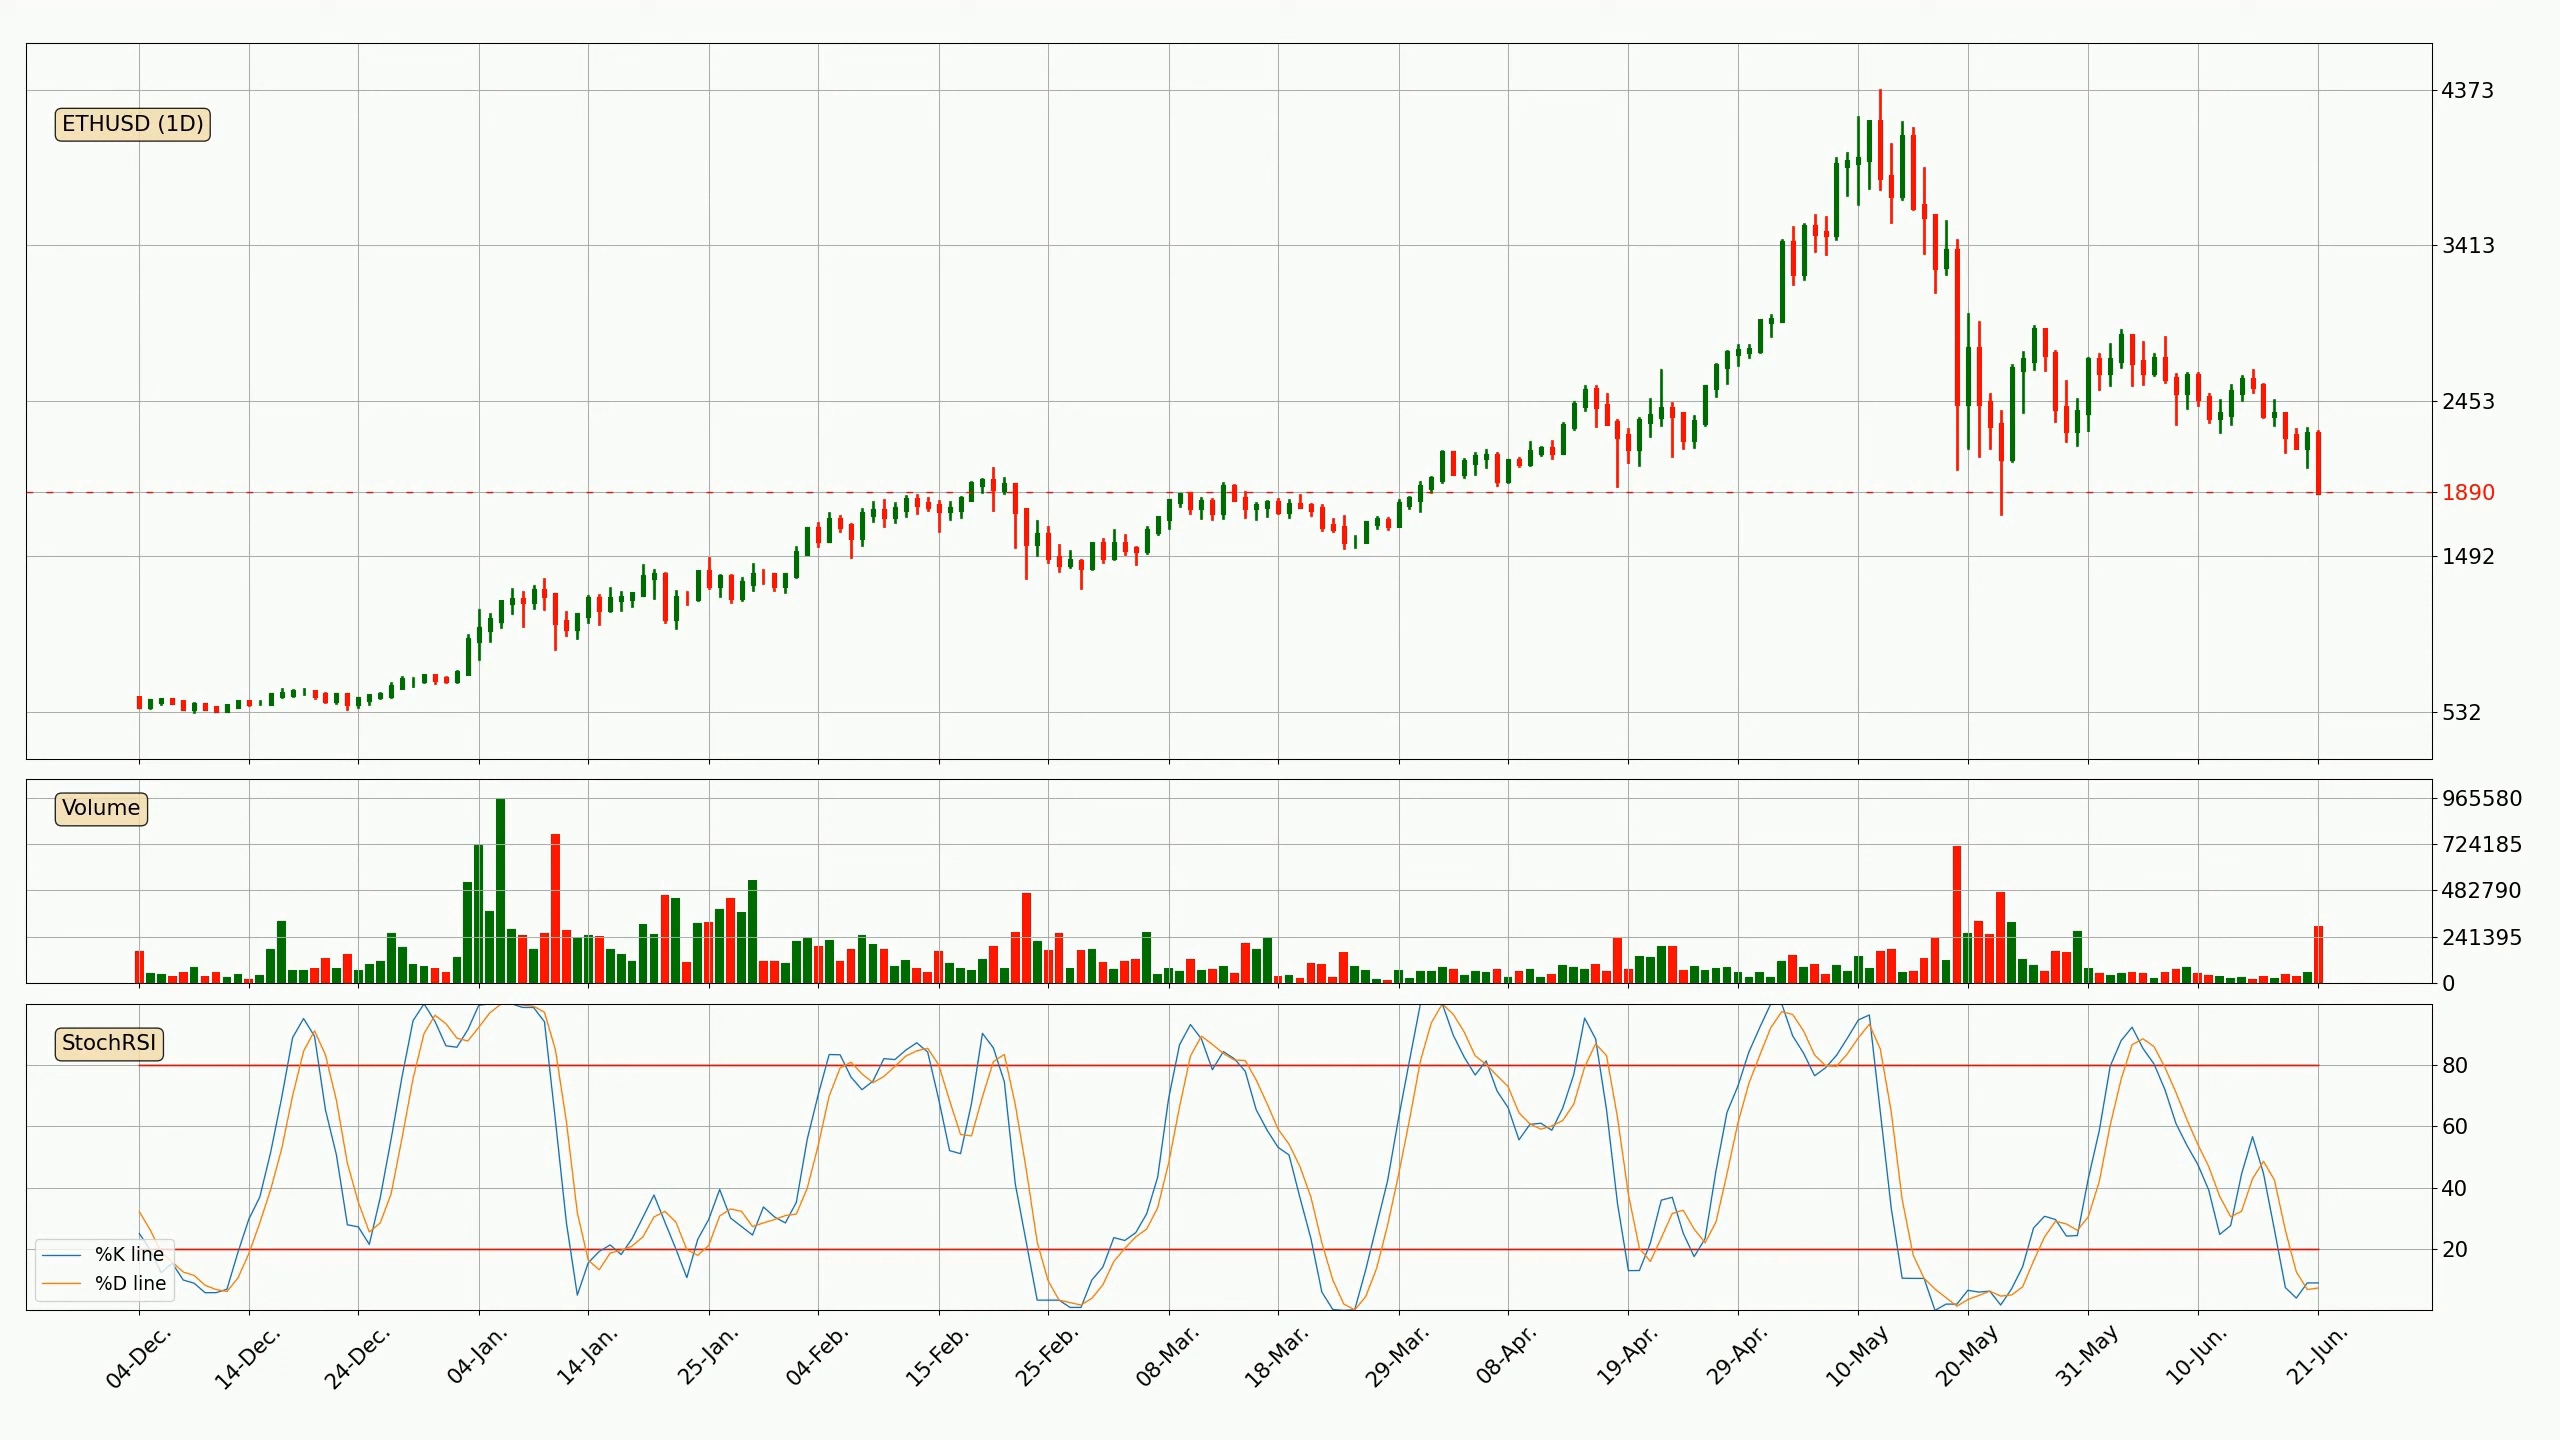 ETHUSD (1D)
4373
3413
2453
1890
1492
532
Volume
965580
724185
482790
241395
0
StochRSI
80
60
40
20
%K line
%D line
04-Dec.
14-Dec.
24-Dec.
04-Jan.
14-Jan.
25-Jan.
04-Feb.
15-Feb.
25-Feb.
08-Mar.
18-Mar.
29-Mar.
08-Apr.
19-Apr.
29-Apr.
10-May
20-May
31-May
10-Jun.
21-Jun.